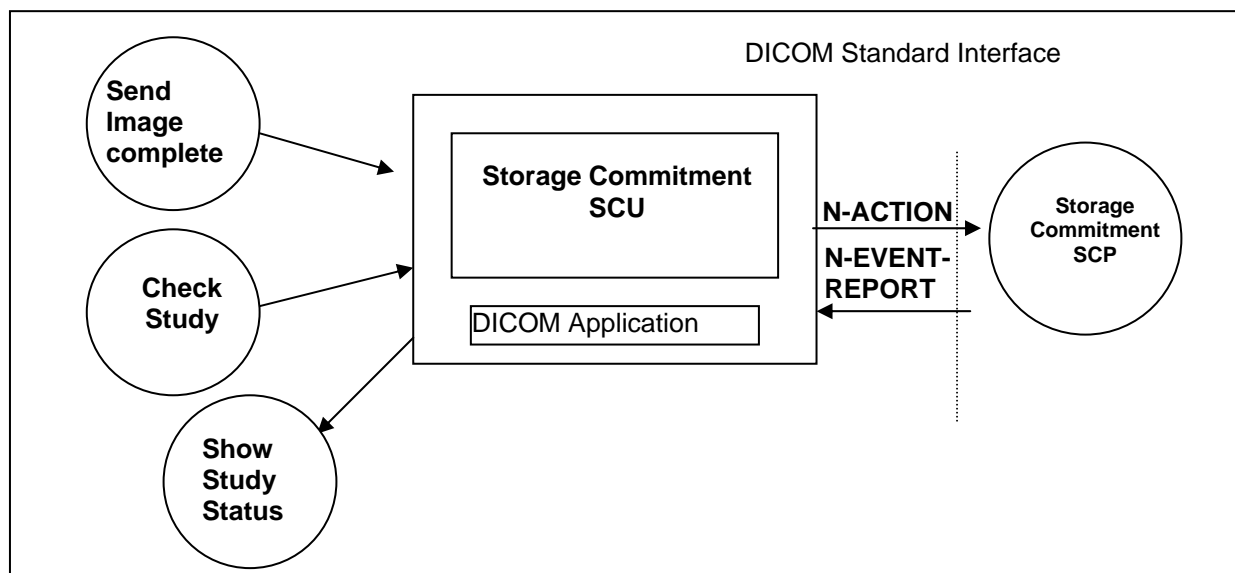 DICOM Standard Interface
Send
Image
complete
Storage Commitment
SCU
DICOM Application
N-ACTION
N-EVENT-
REPORT
Storage
Commitment
SCP
Check
Study
Show
Study
Status